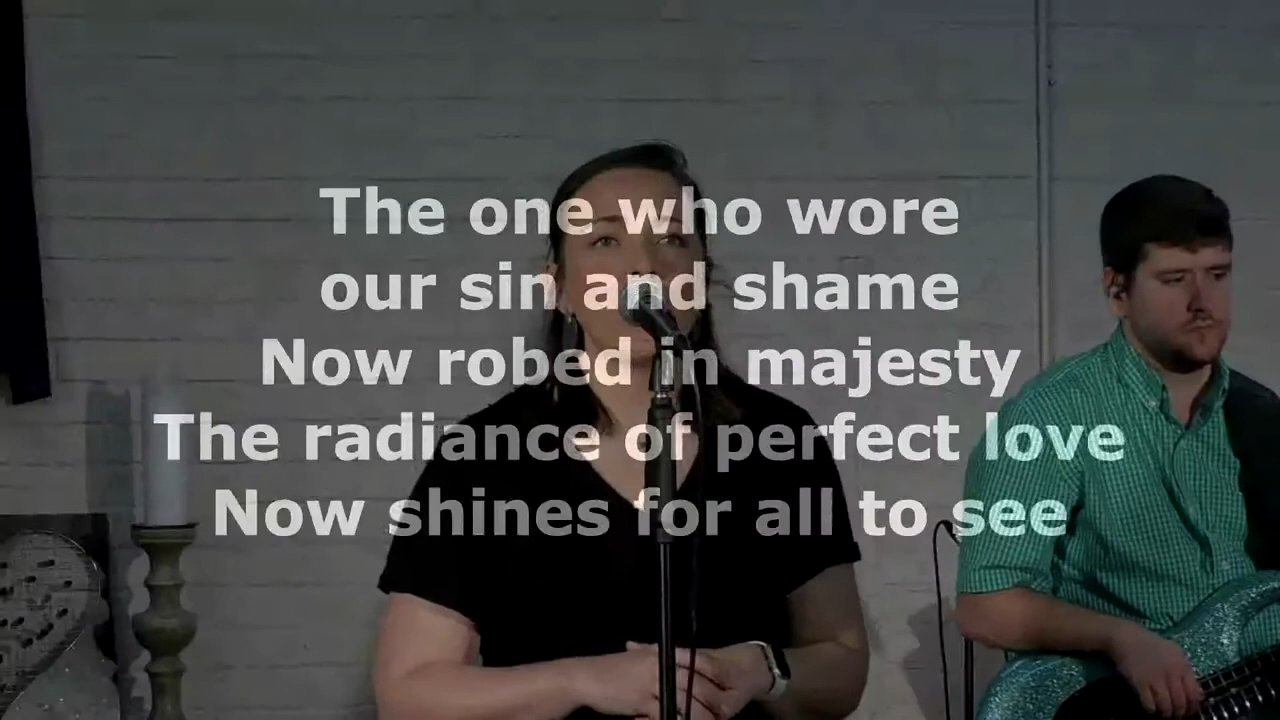 The one who wore
our sin and shame
Now robed in majesty
The radiance of perfect love
Now shines for all to see